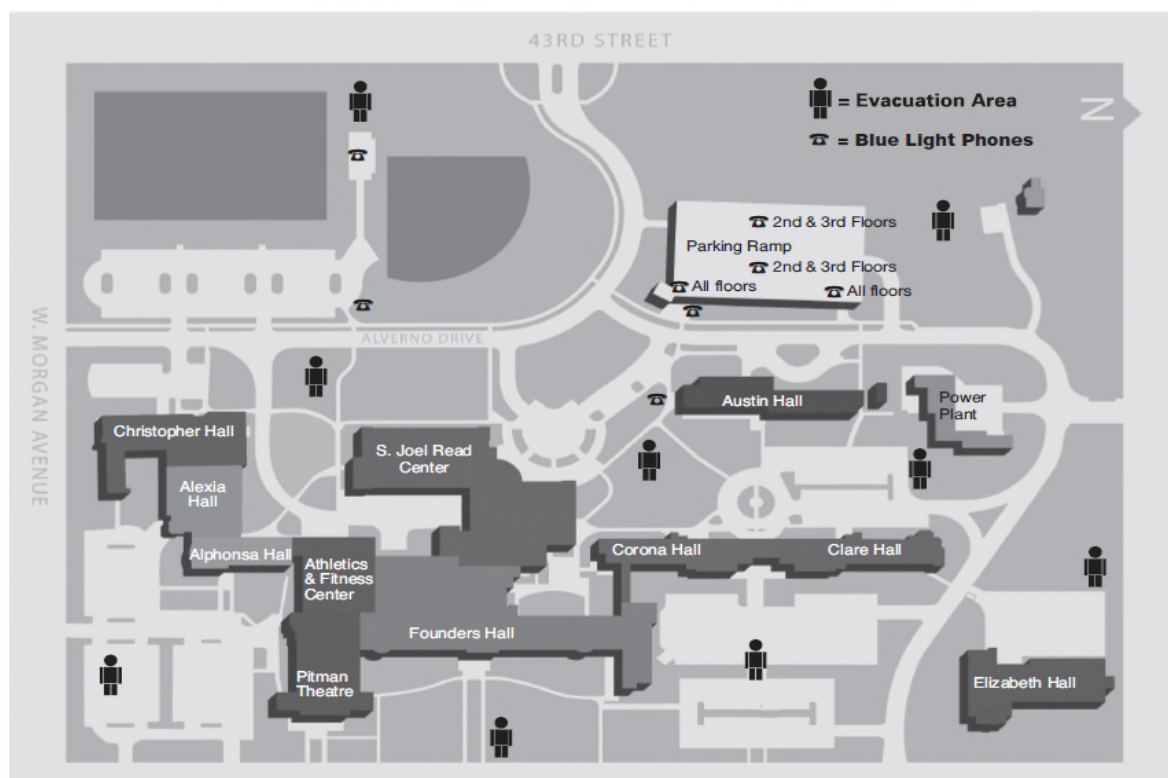 43RD STREET
= Evacuation Area
N
= Blue Light Phones
2nd & 3rd Floors
Parking Ramp
2nd & 3rd Floors
All floors
All floors
W. MORGAN AVENUE
ALVERNO DRIVE
Austin Hall
Power
Plant
Christopher Hall
S. Joel Read
Center
Alexia
Hall
Alphonsa Hall
Athletics
& Fitness
Center
Corona Hall
Clare Hall
Founders Hall
Pitman
Theatre
Elizabeth Hall